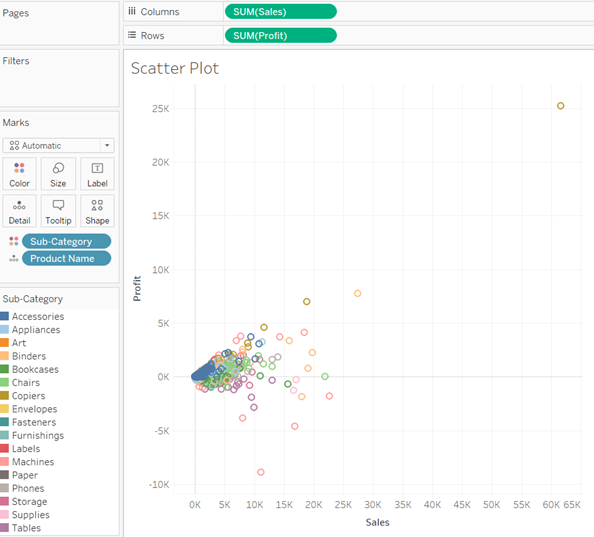 Pages
Columns SUM(Sales)
Rows SUM(Profit)
Filters
Marks
Automatic
Color Size Label
Detail Tooltip Shape
Sub-Category
Product Name
Sub-Category
Accessories
Appliances
Art
Binders
Bookcases
Chairs
Copiers
Envelopes
Fasteners
Furnishings
Labels
Machines
Paper
Phones
Storage
Supplies
Tables
Scatter Plot
25K
20K
15K
10K
5K
0K
-5K
-10K
Profit
0K 5K 10K 15K 20K 25K 30K 35K 40K 45K 50K 55K 60K 65K
Sales